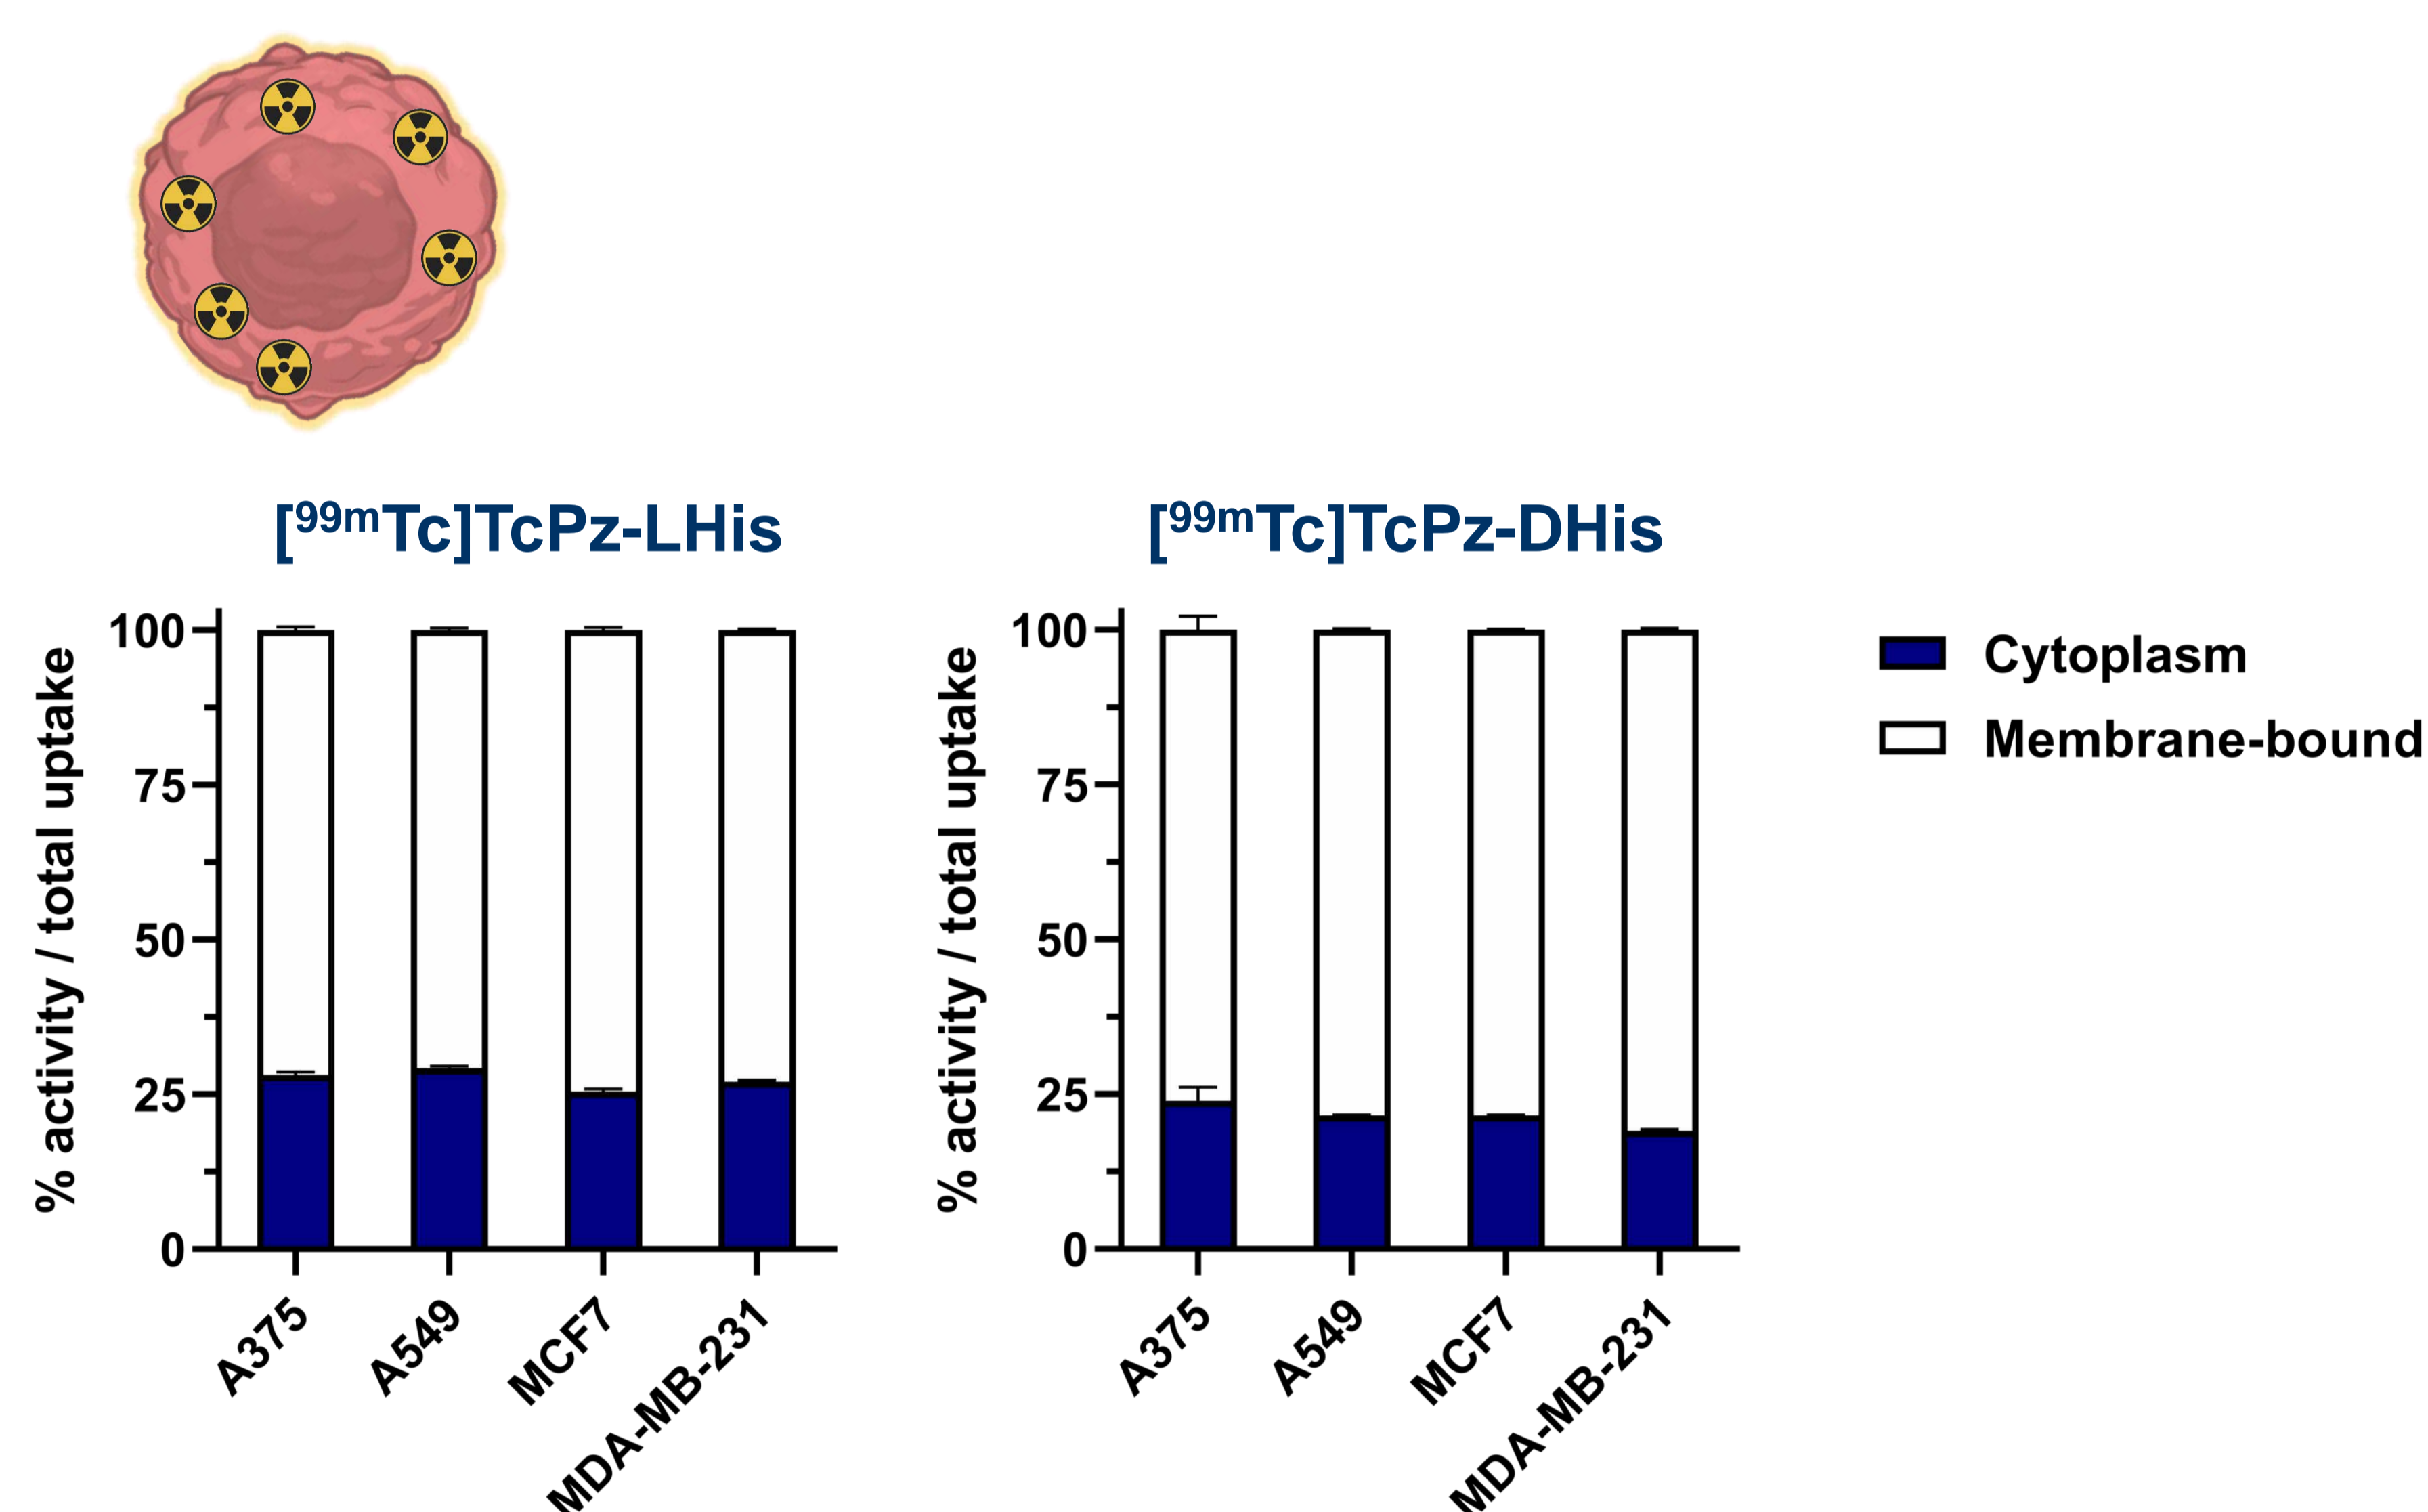 [⁹⁹ᵐTc]TcPz-LHis
% activity / total uptake
100
75
50
25
0
A375
A549
MCF7
MDA-MB-231
[⁹⁹ᵐTc]TcPz-DHis
% activity / total uptake
100
75
50
25
0
A375
A549
MCF7
MDA-MB-231
Cytoplasm
Membrane-bound